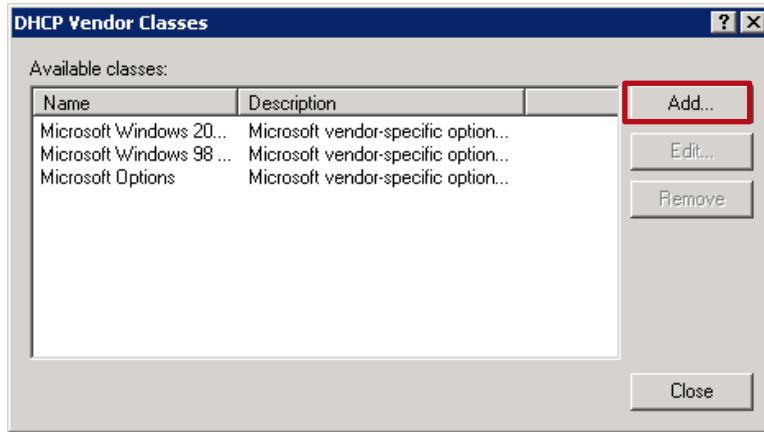 DHCP Vendor Classes
Available classes:
Name Description
Add...
Microsoft Windows 20... Microsoft vendor-specific option...
Microsoft Windows 98 ... Microsoft vendor-specific option...
Edit...
Microsoft Options Microsoft vendor-specific option...
Remove
Close